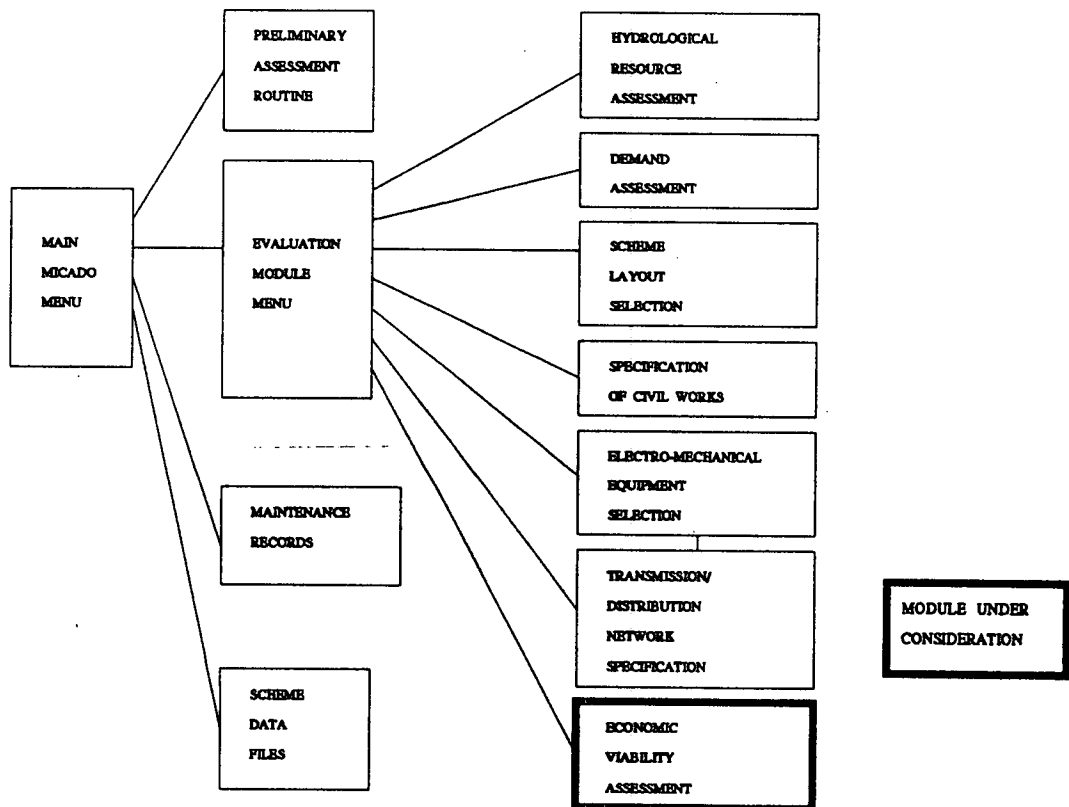 MAIN
MICADO
MENU
PRELIMINARY
ASSESSMENT
ROUTINE
EVALUATION
MODULE
MENU
MAINTENANCE
RECORDS
SCHEME
DATA
FILES
HYDROLOGICAL
RESOURCE
ASSESSMENT
DEMAND
ASSESSMENT
SCHEME
LAYOUT
SELECTION
SPECIFICATION
OF CIVIL WORKS
ELECTRO-MECHANICAL
EQUIPMENT
SELECTION
TRANSMISSION/
DISTRIBUTION
NETWORK
SPECIFICATION
ECONOMIC
VIABILITY
ASSESSMENT
MODULE UNDER
CONSIDERATION